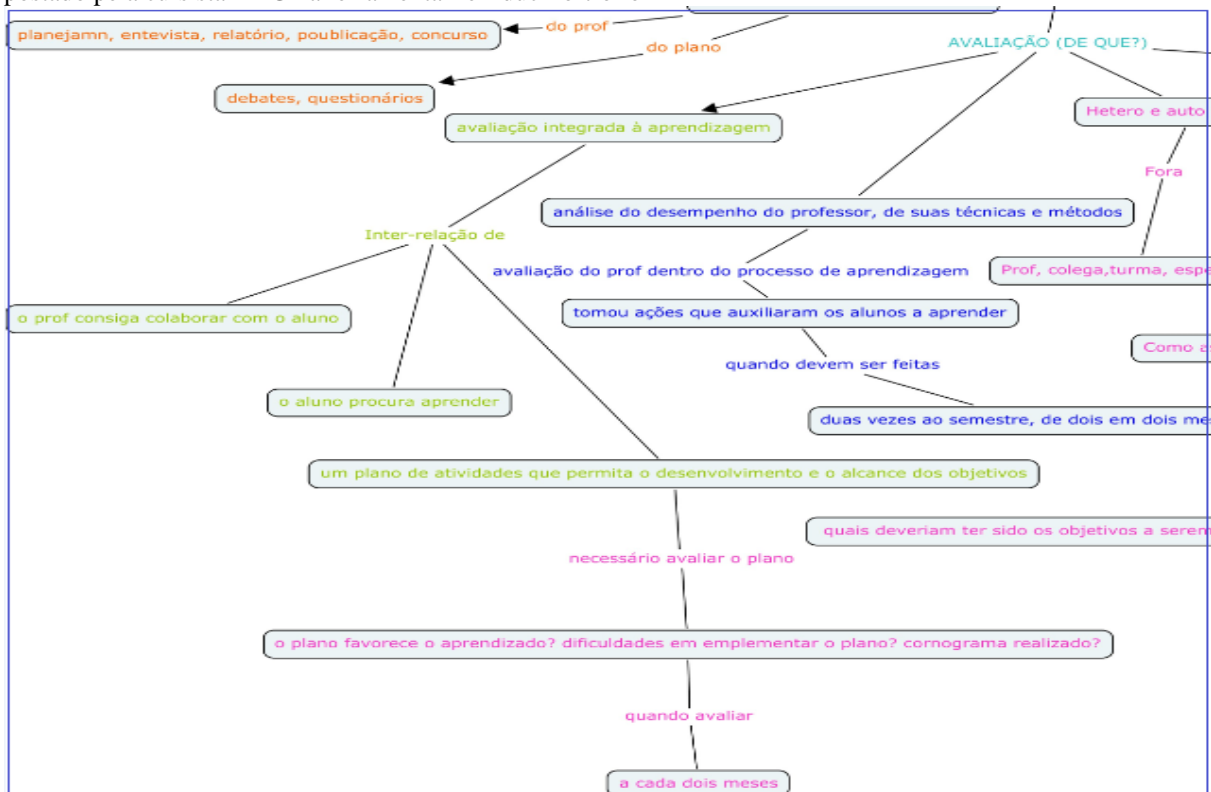 do prof
planejamn, entevista, relatório, poublicação, concurso
AVALIAÇÃO (DE QUE?)
do plano
debates, questionários
Hetero e auto
avaliação integrada à aprendizagem
Fora
análise do desempenho do professor, de suas técnicas e métodos
Inter-relação de
avaliação do prof dentro do processo de aprendizagem
Prof, colega,turma, espe
o prof consiga colaborar com o aluno
tomou ações que auxiliaram os alunos a aprender
Como a
quando devem ser feitas
o aluno procura aprender
duas vezes ao semestre, de dois em dois me
um plano de atividades que permita o desenvolvimento e o alcance dos objetivos
quais deveriam ter sido os objetivos a serem
necessário avaliar o plano
o plano favorece o aprendizado? dificuldades em emplementar o plano? cornograma realizado?
quando avaliar
a cada dois meses